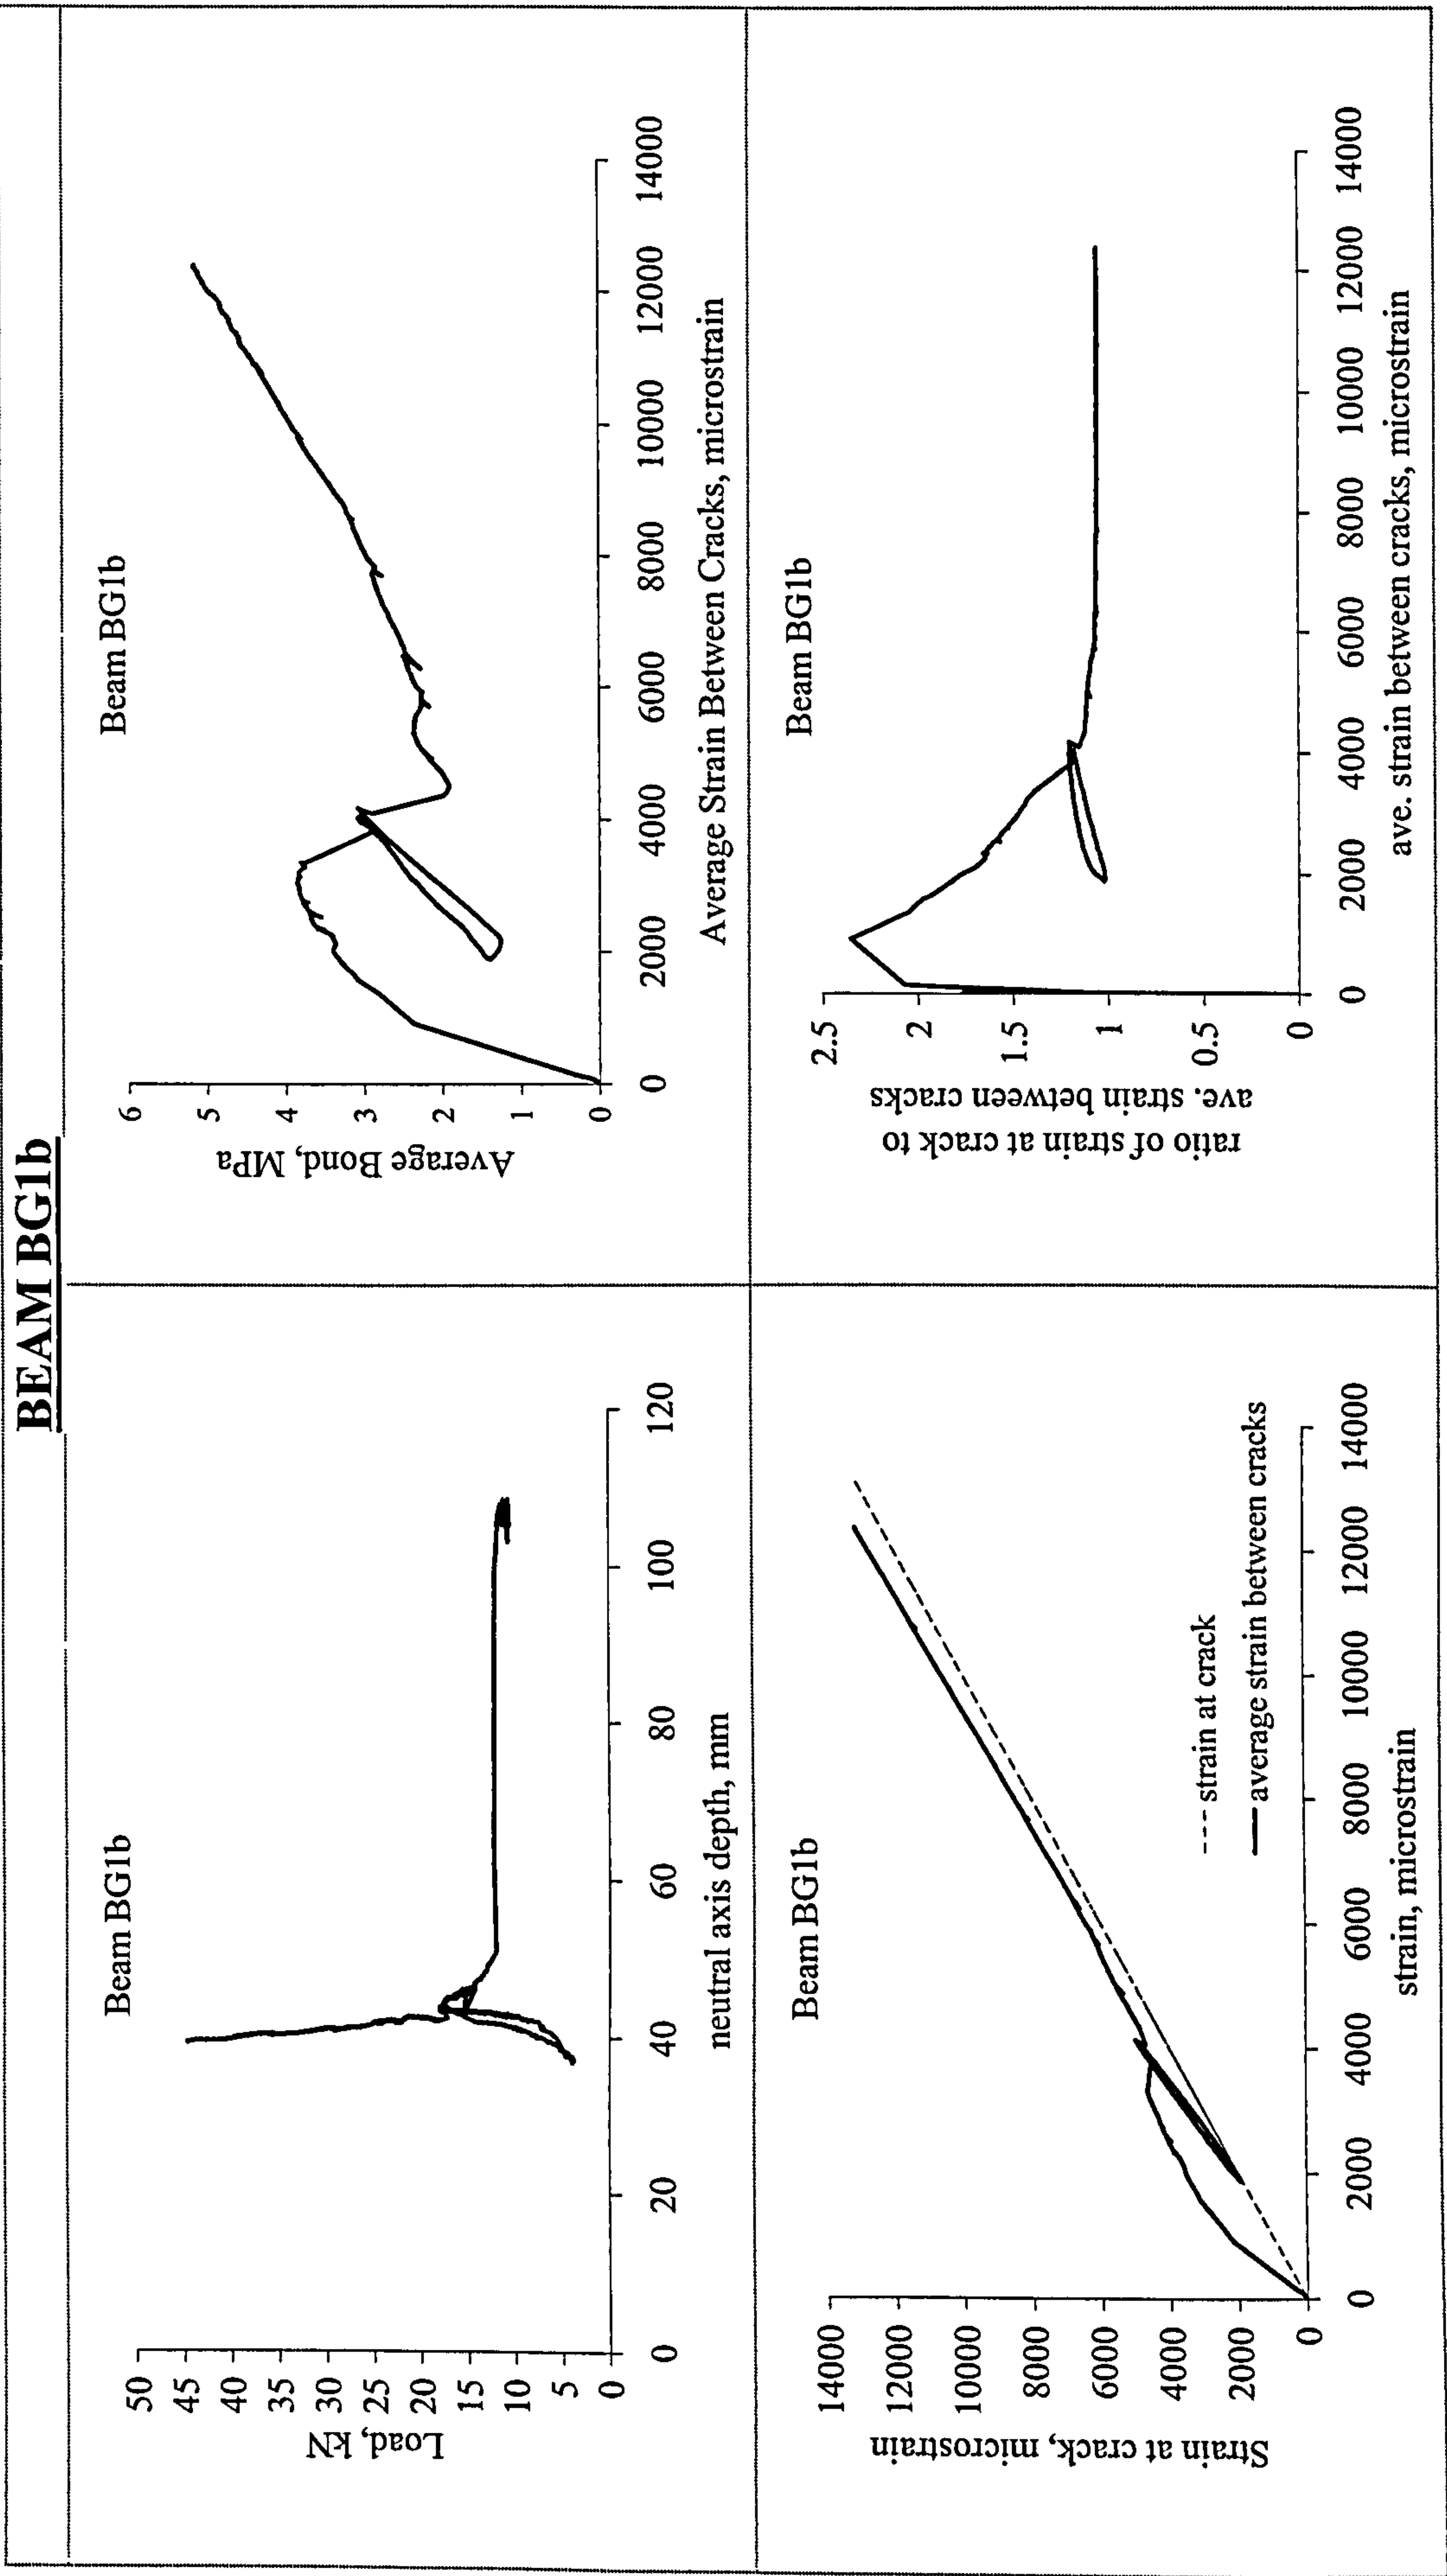 BEAM BG1b
Beam BG1b
Load, kN
50
45
40
35
30
25
20
15
10
5
0
0 20 40 60 80 100 120
neutral axis depth, mm
Beam BG1b
Average Bond, MPa
6
5
4
3
2
1
0
0 2000 4000 6000 8000 10000 12000 14000
Average Strain Between Cracks, microstrain
Beam BG1b
Strain at crack, microstrain
14000
12000
10000
8000
6000
4000
2000
0
strain at crack
average strain between cracks
0 2000 4000 6000 8000 10000 12000 14000
strain, microstrain
Beam BG1b
ratio of strain at crack to
ave. strain between cracks
2.5
2
1.5
1
0.5
0
0 2000 4000 6000 8000 10000 12000 14000
ave. strain between cracks, microstrain